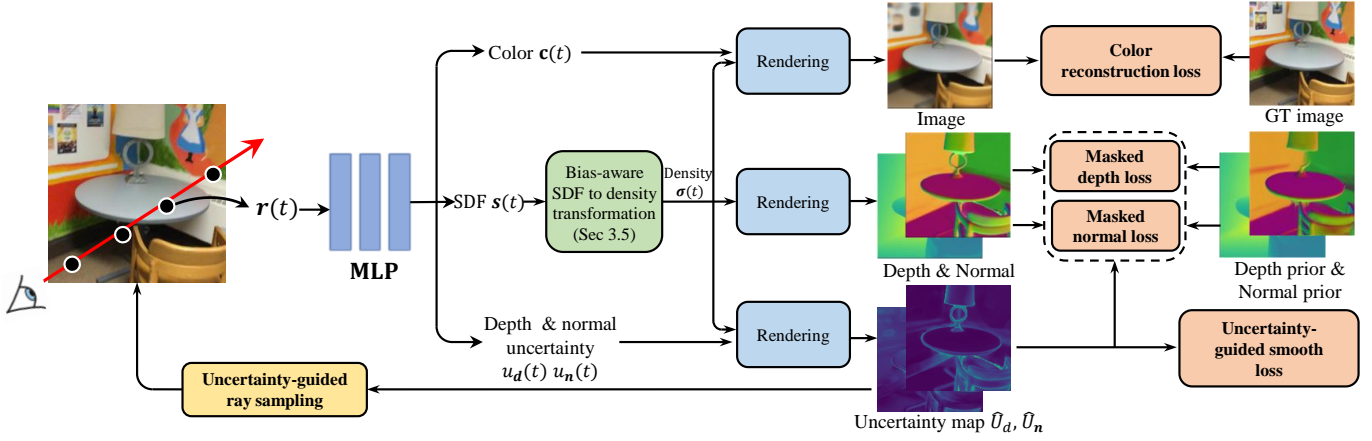 Color c(t)
Rendering
Image
Color
reconstruction loss
GT image
r(t)
MLP
SDF s(t)
Bias-aware
SDF to density
transformation
(Sec 3.5)
Density
σ(t)
Rendering
Depth & Normal
Masked
depth loss
Masked
normal loss
Depth prior &
Normal prior
Depth & normal
uncertainty
u_d(t) u_n(t)
Rendering
Uncertainty map Û_d, Û_n
Uncertainty-
guided smooth
loss
Uncertainty-guided
ray sampling